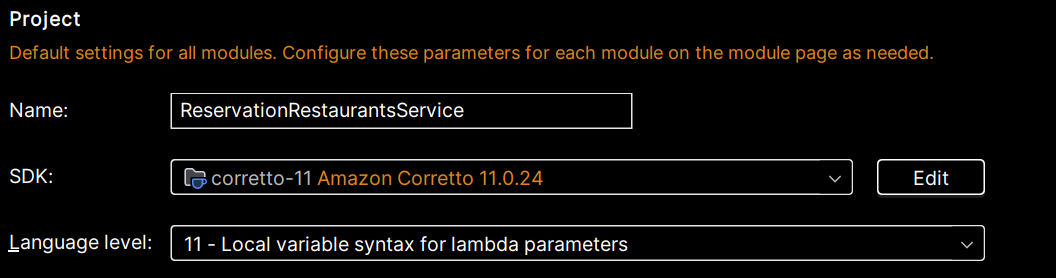 Project
Default settings for all modules. Configure these parameters for each module on the module page as needed.
Name: ReservationRestaurantsService
SDK: corretto-11 Amazon Corretto 11.0.24 Edit
Language level: 11 - Local variable syntax for lambda parameters